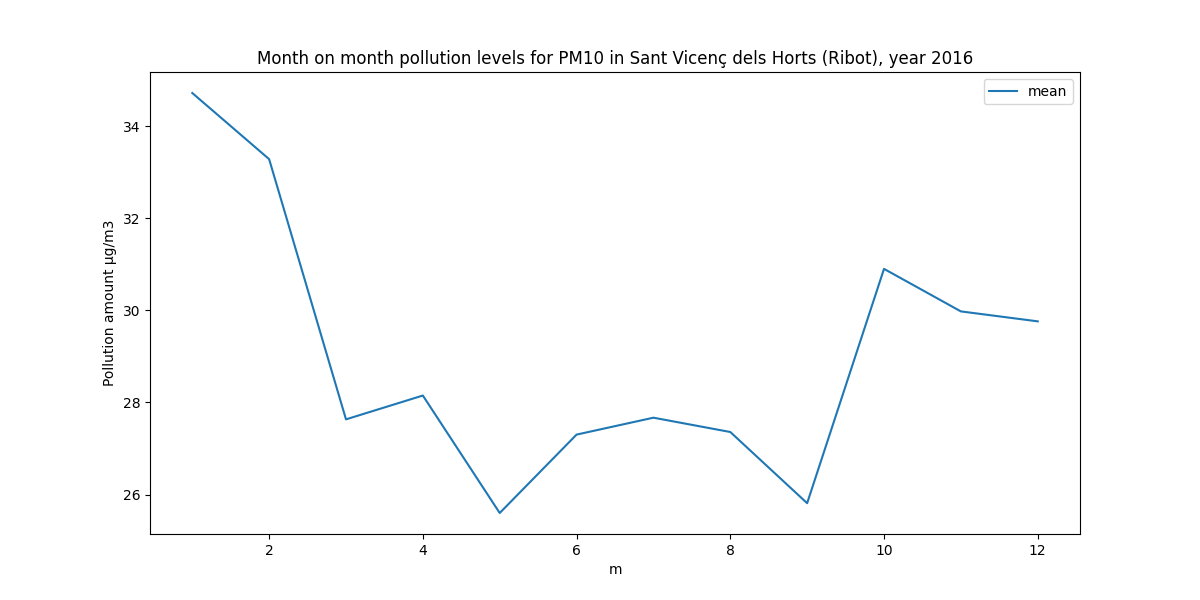 Month on month pollution levels for PM10 in Sant Vicenç dels Horts (Ribot), year 2016
mean
Pollution amount µg/m3
34
32
30
28
26
2 4 6 8 10 12
m